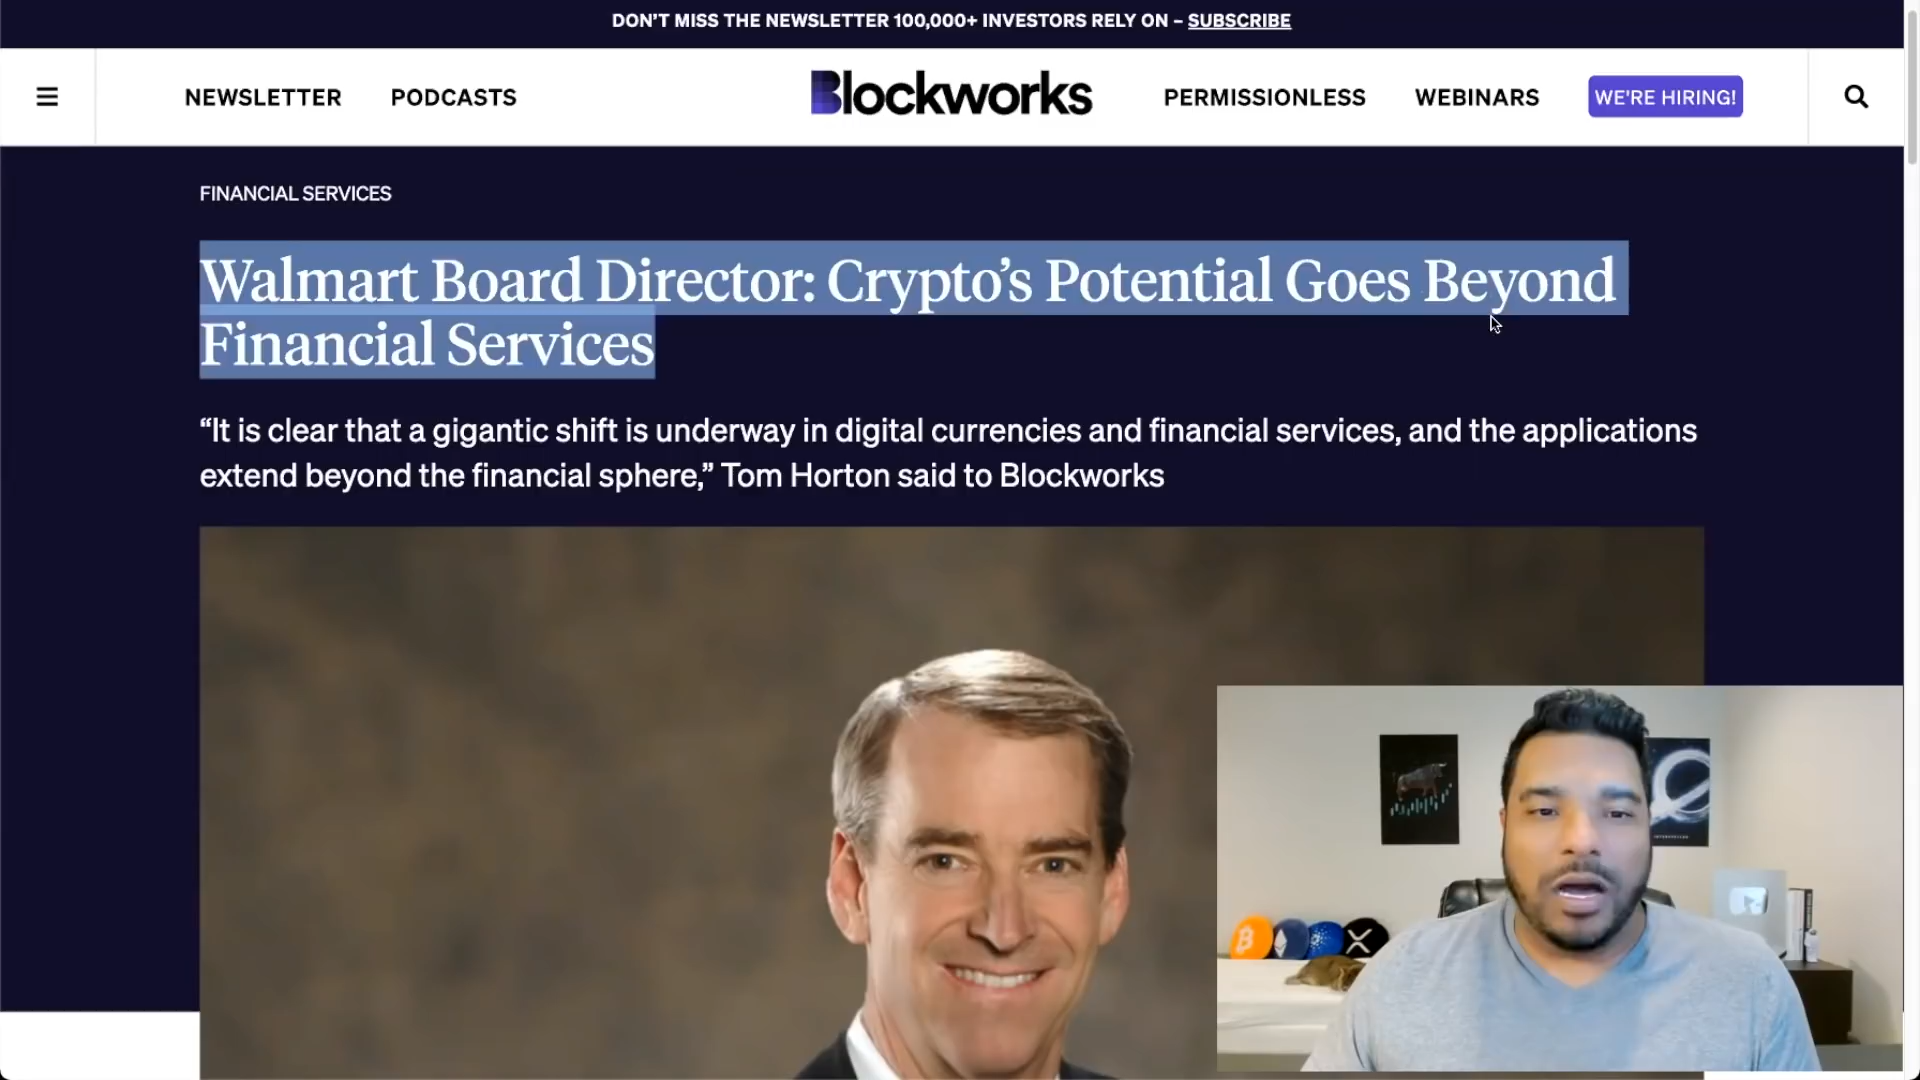 DON'T MISS THE NEWSLETTER 100,000+ INVESTORS RELY ON – SUBSCRIBE
NEWSLETTER
PODCASTS
Blockworks
PERMISSIONLESS
WEBINARS
WE'RE HIRING!
FINANCIAL SERVICES
Walmart Board Director: Crypto’s Potential Goes Beyond
Financial Services
“It is clear that a gigantic shift is underway in digital currencies and financial services, and the applications
extend beyond the financial sphere,” Tom Horton said to Blockworks